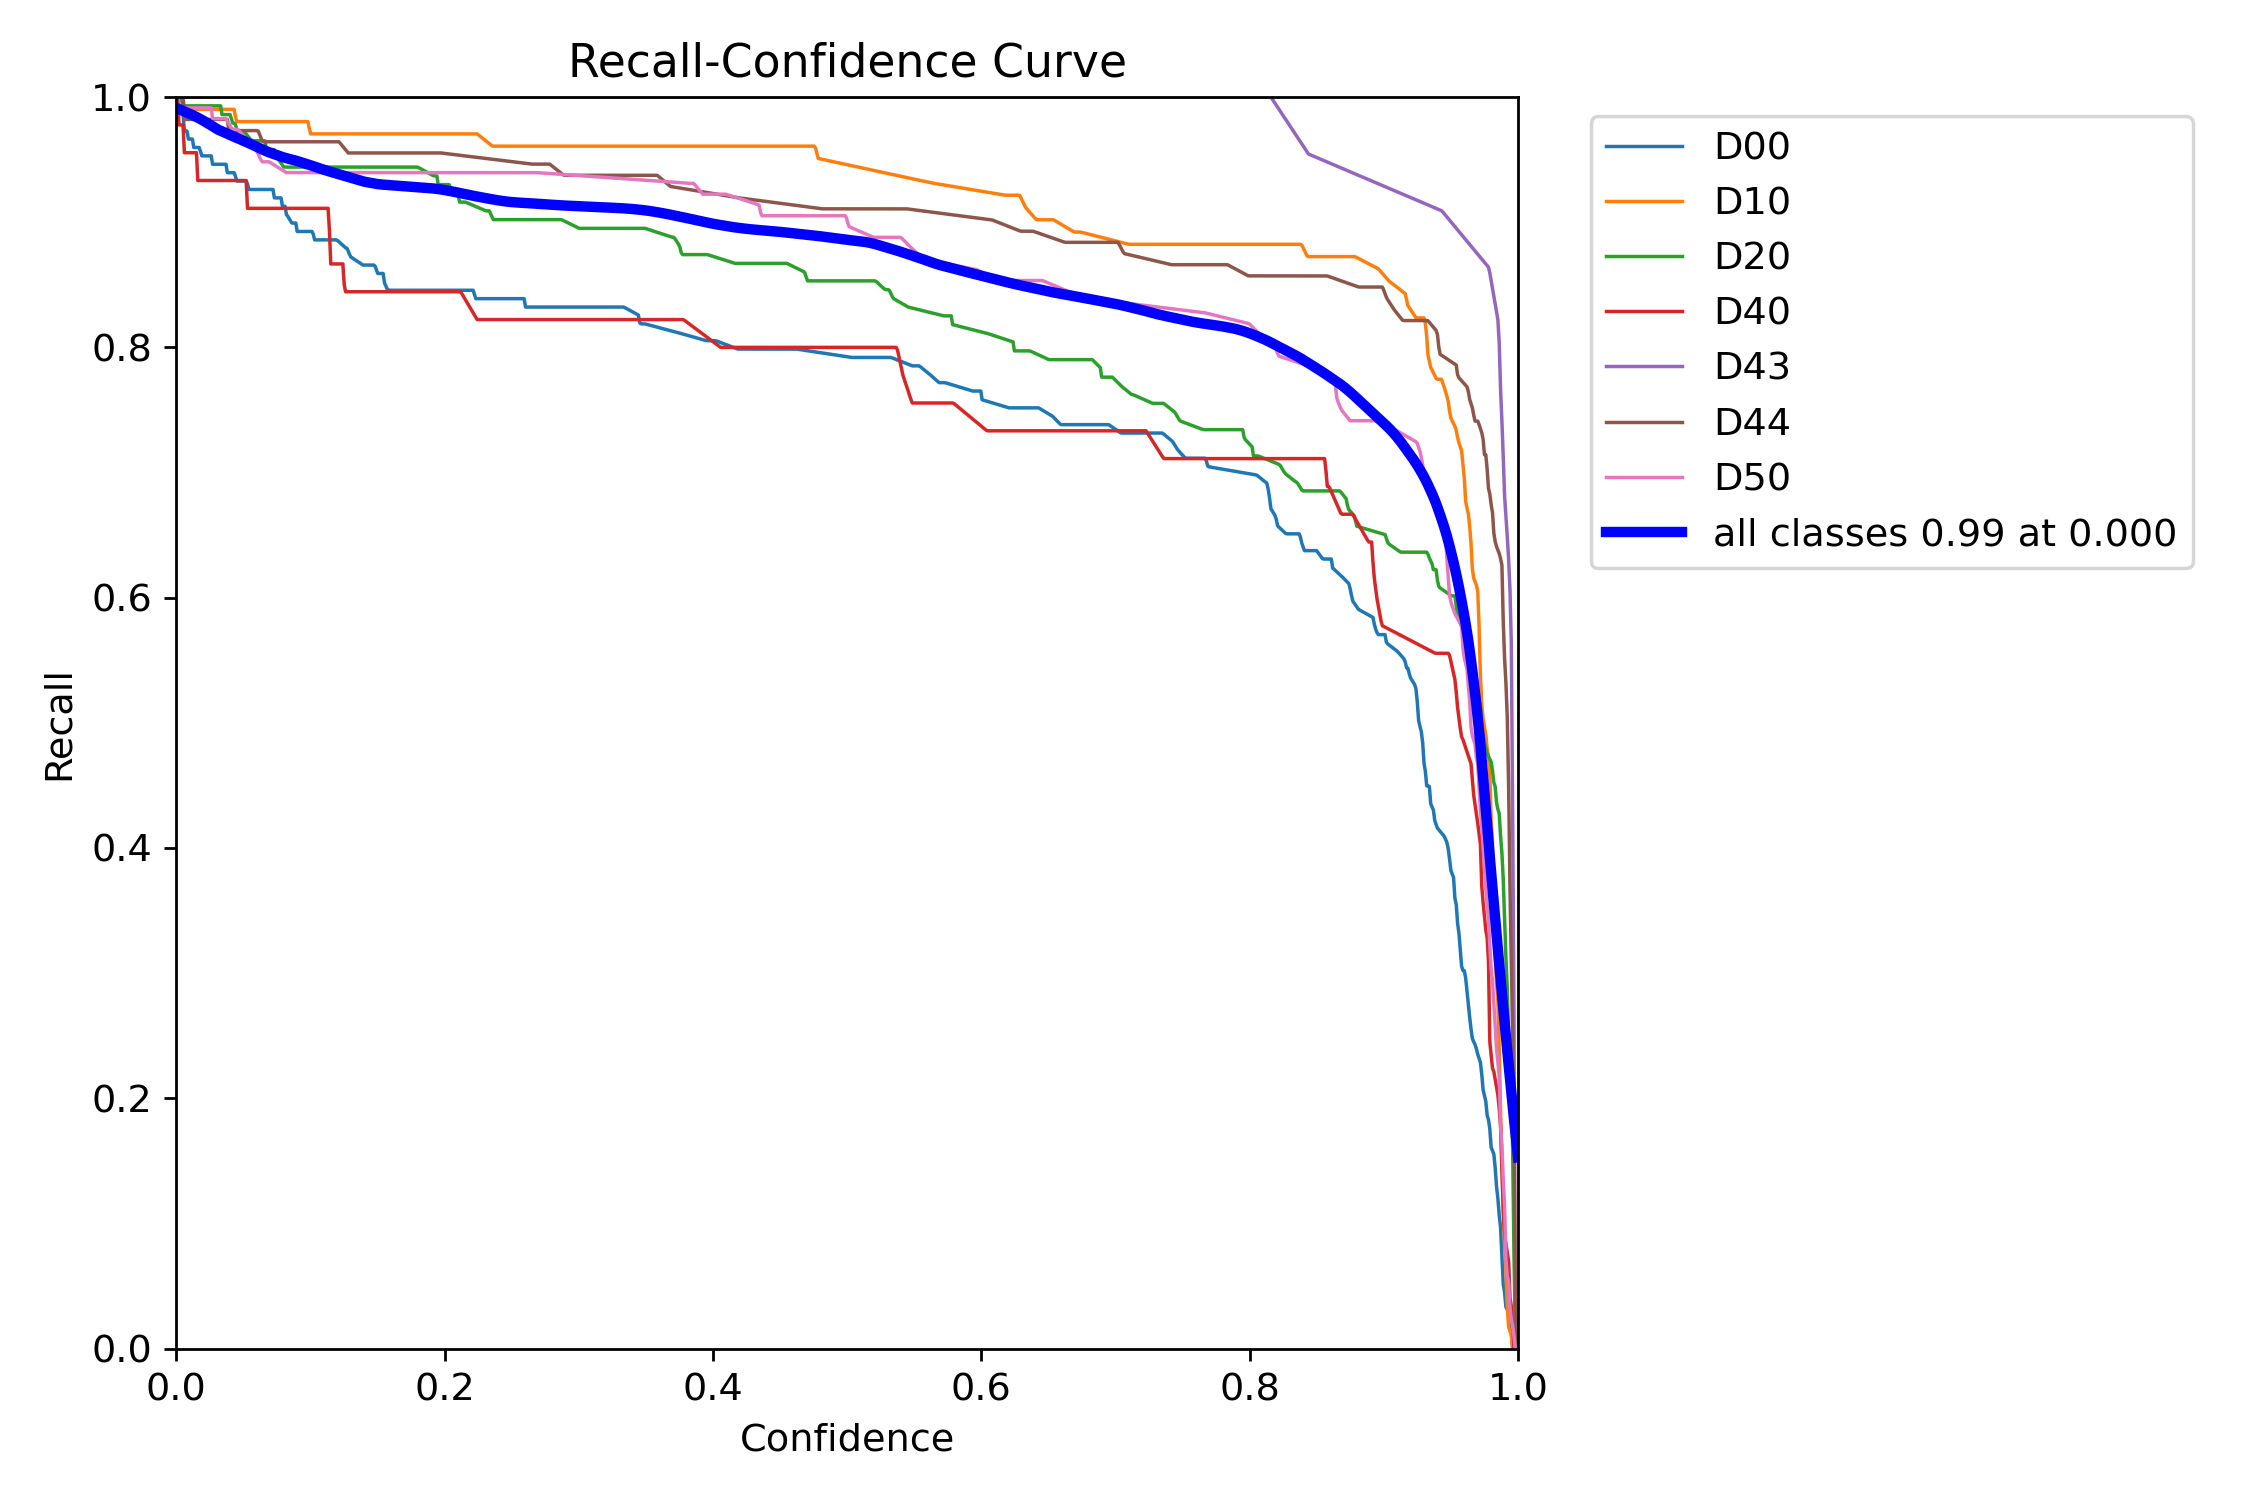 Recall-Confidence Curve
1.0
0.8
0.6
0.4
0.2
0.0
Recall
0.0 0.2 0.4 0.6 0.8 1.0
Confidence
D00
D10
D20
D40
D43
D44
D50
all classes 0.99 at 0.000